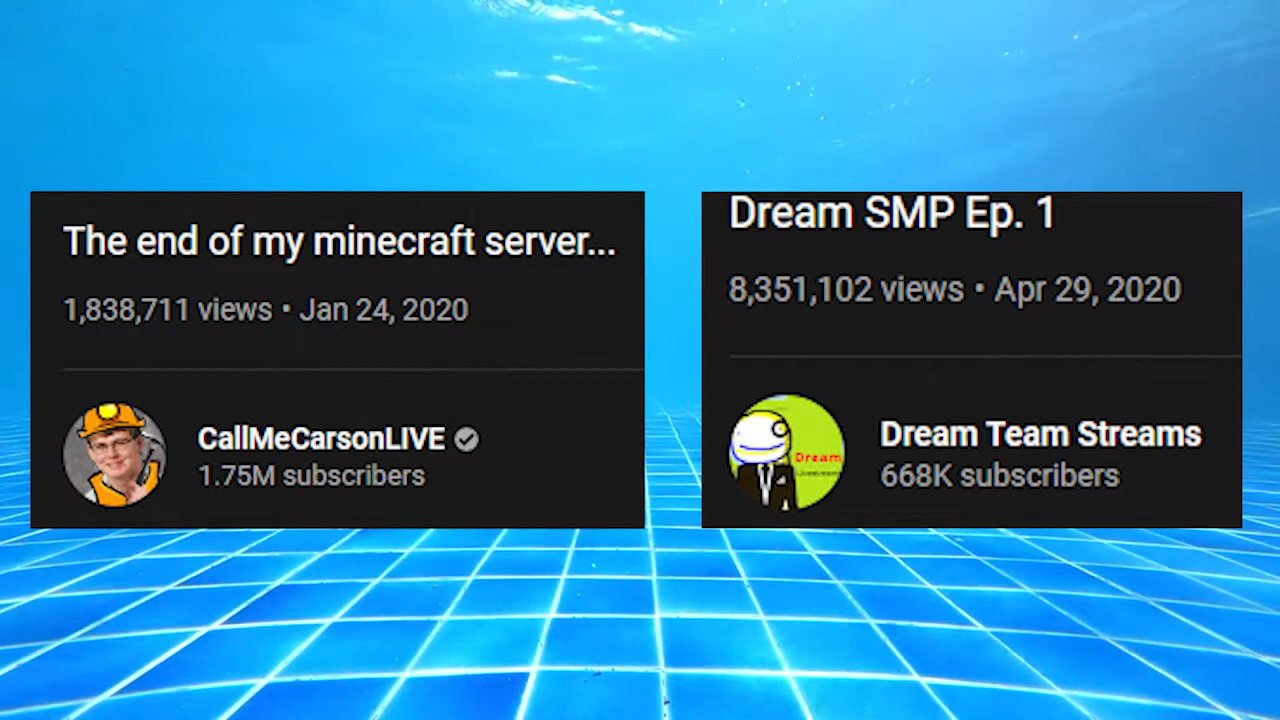 The end of my minecraft server...
1,838,711 views • Jan 24, 2020
CallMeCarsonLIVE
1.75M subscribers
Dream SMP Ep. 1
8,351,102 views • Apr 29, 2020
Dream
Dream Team Streams
668K subscribers